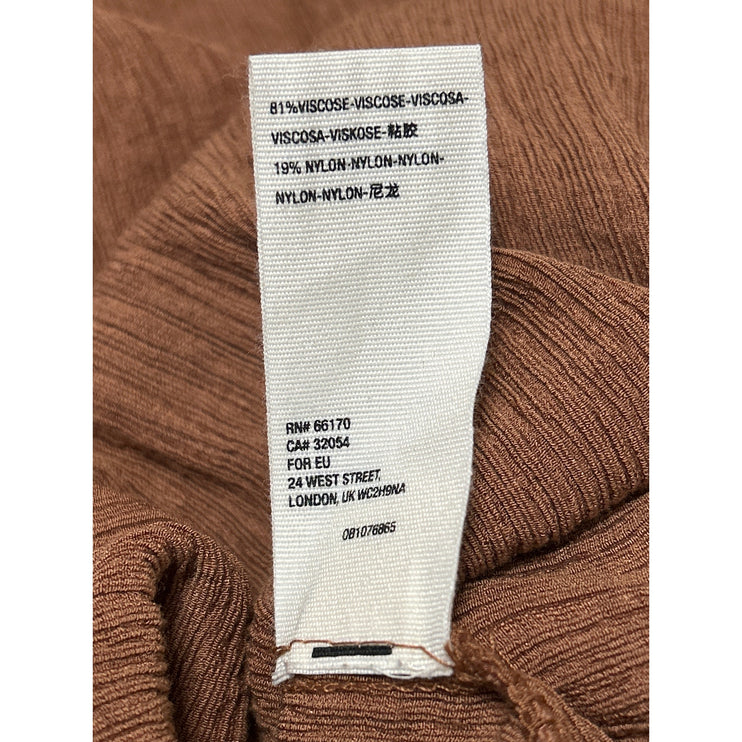 81%VISCOSE-VISCOSE-VISCOSA-
VISCOSA-VISKOSE-粘胶
19% NYLON-NYLON-NYLON-
NYLON-NYLON-尼龙
RN# 66170
CA# 32054
FOR EU
24 WEST STREET,
LONDON, UK WC2H9NA
OB1076865